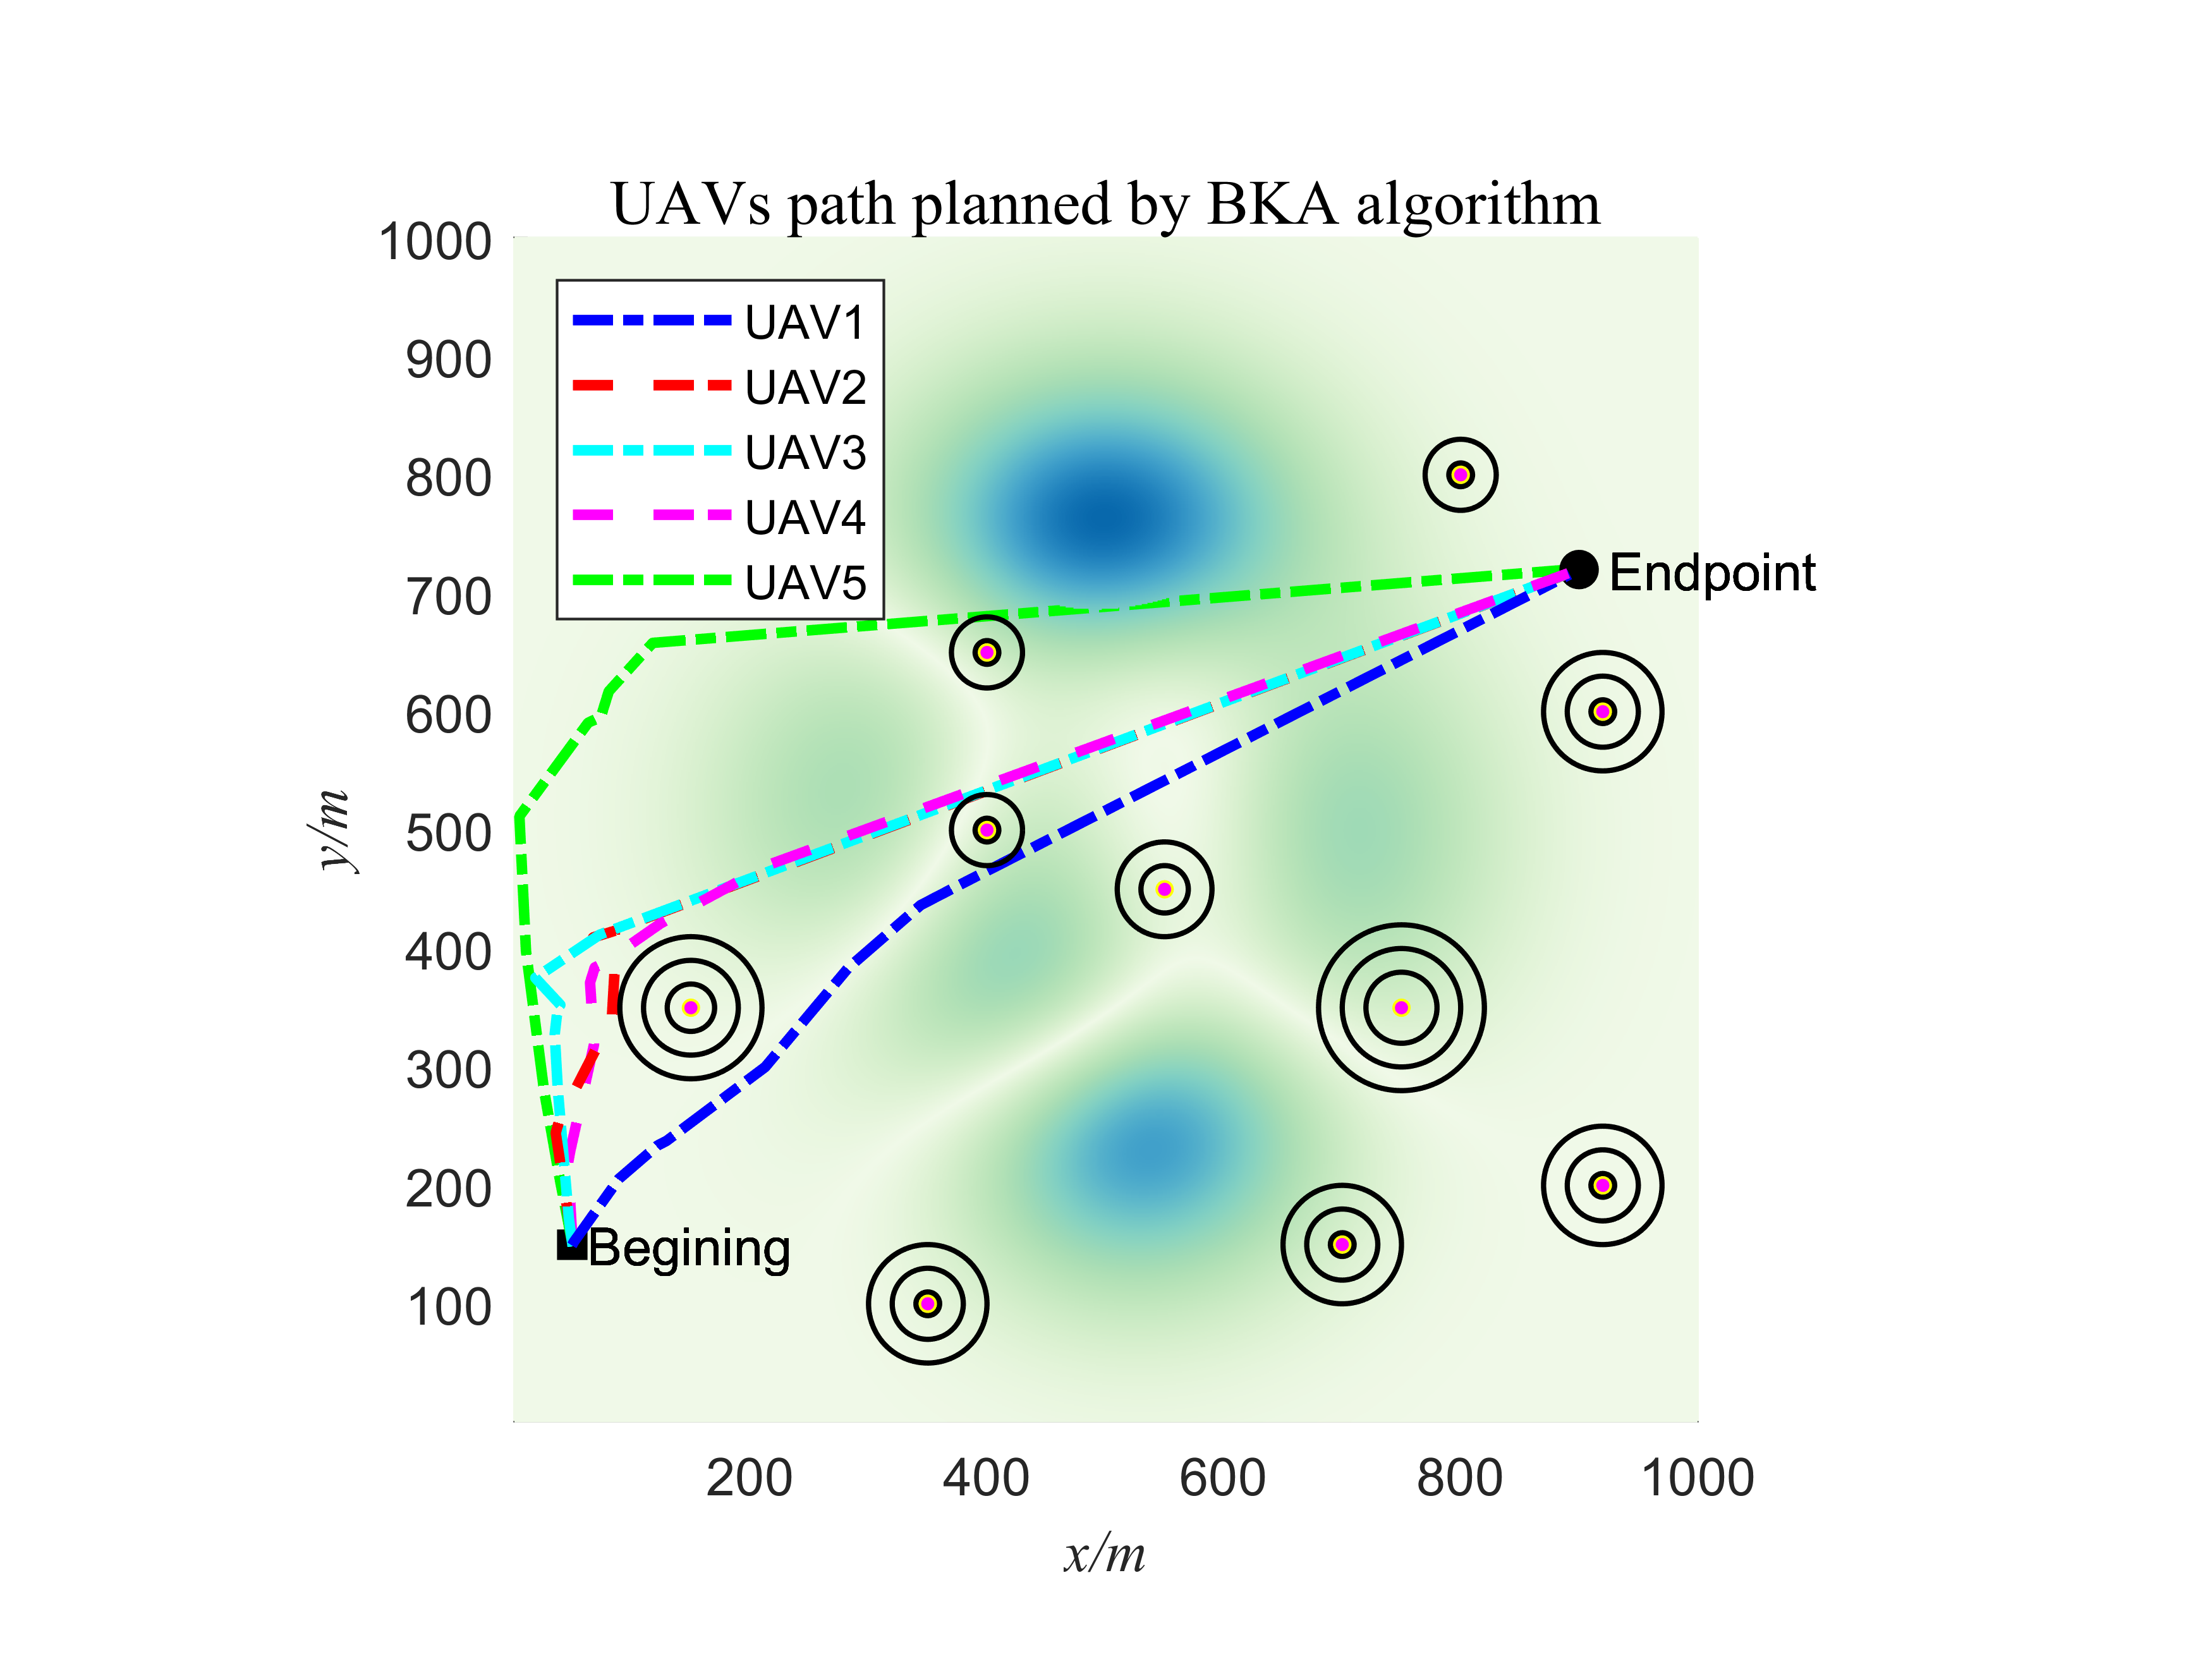 UAVs path planned by BKA algorithm
1000
900
800
700
600
500
400
300
200
100
y/m
UAV1
UAV2
UAV3
UAV4
UAV5
Endpoint
Begining
200 400 600 800 1000
x/m